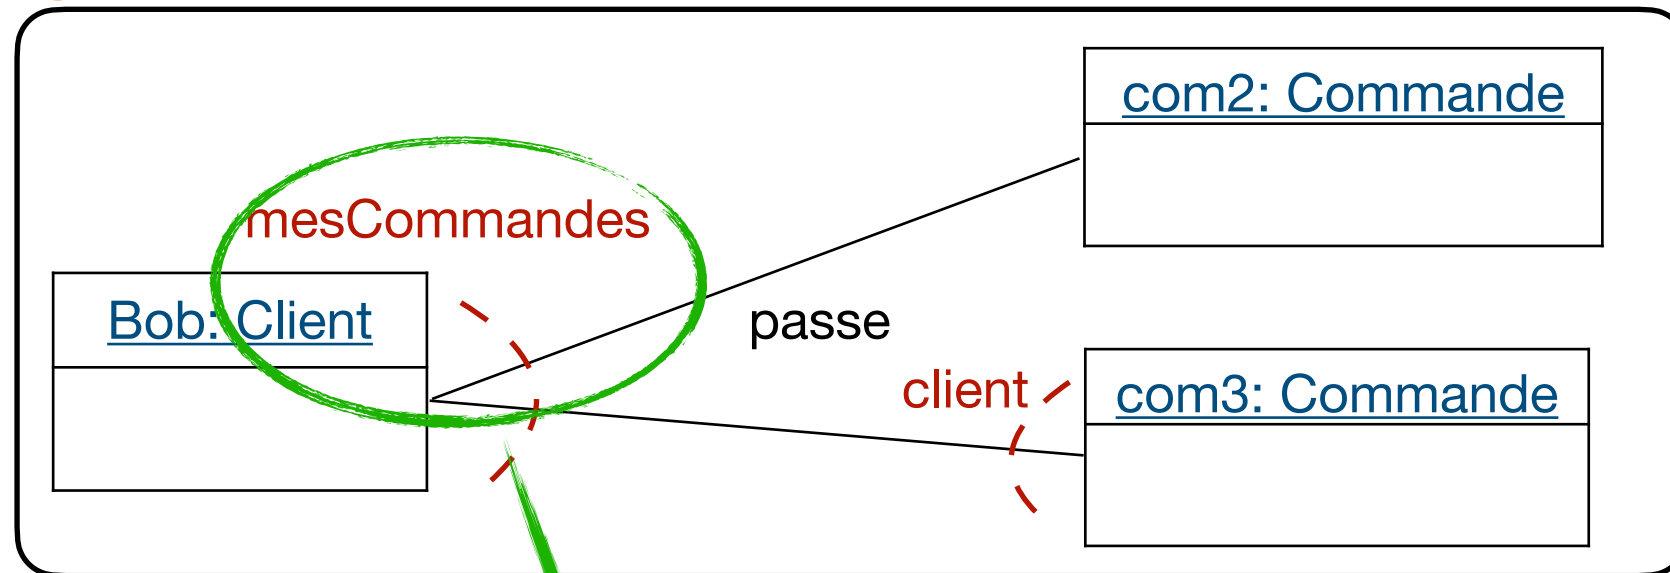 com2: Commande
mesCommandes
Bob: Client
passe
client
com3: Commande